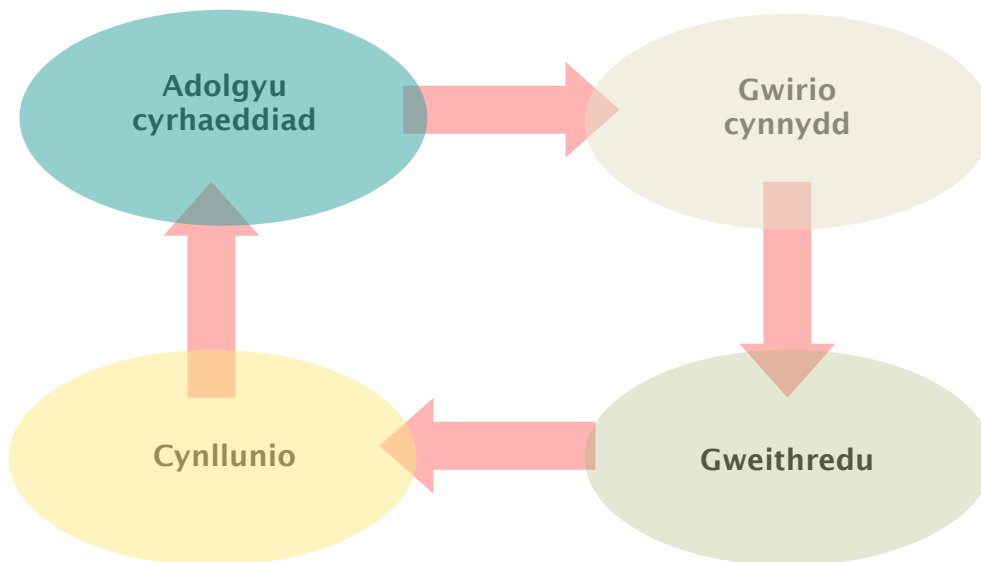 Adolgyu
cyrhaeddiad
Gwirio
cynnydd
Cynllunio
Gweithredu